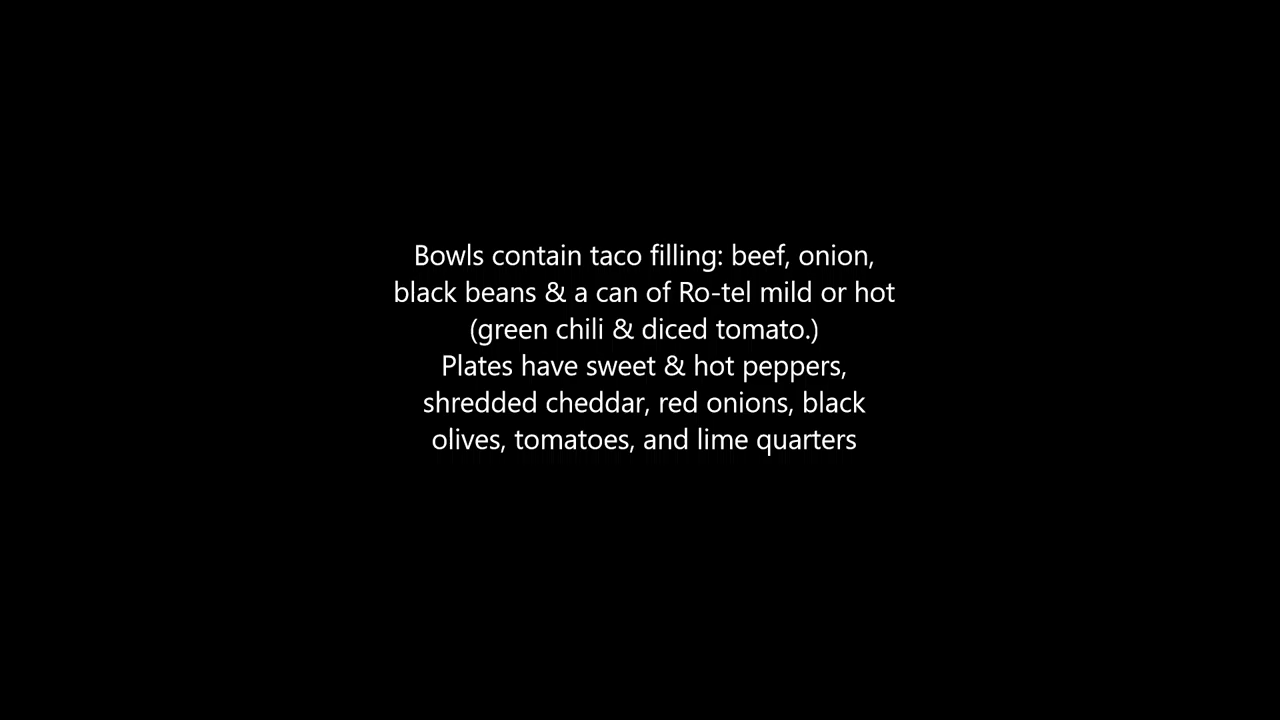 Bowls contain taco filling: beef, onion,
black beans & a can of Ro-tel mild or hot
(green chili & diced tomato.)
Plates have sweet & hot peppers,
shredded cheddar, red onions, black
olives, tomatoes, and lime quarters